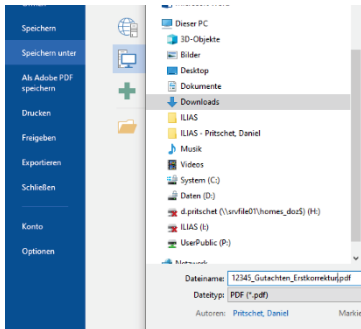 Speichern
Speichern unter
Als Adobe PDF
speichern
Drucken
Freigeben
Exportieren
Schließen
Konto
Optionen
Dieser PC
3D-Objekte
Bilder
Desktop
Dokumente
Downloads
ILIAS
ILIAS - Pritschet, Daniel
Musik
Videos
System (C:)
Daten (D:)
d.pritschet (\\srvfile01\homes_doz$) (H:)
ILIAS (I:)
UserPublic (P:)
Netzwerk
Dateiname: 12345_Gutachten_Erstkorrektur.pdf
Dateityp: PDF (*.pdf)
Autoren: Pritschet, Daniel
Markie